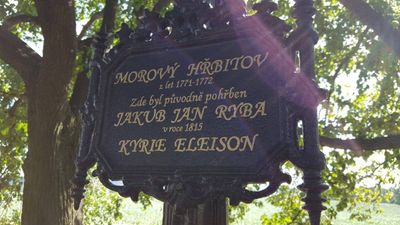 MOROVÝ HŘBITOV
z let 1771-1772
Zde byl původně pohřben
JAKUB JAN RYBA
v roce 1815
KYRIE ELEISON